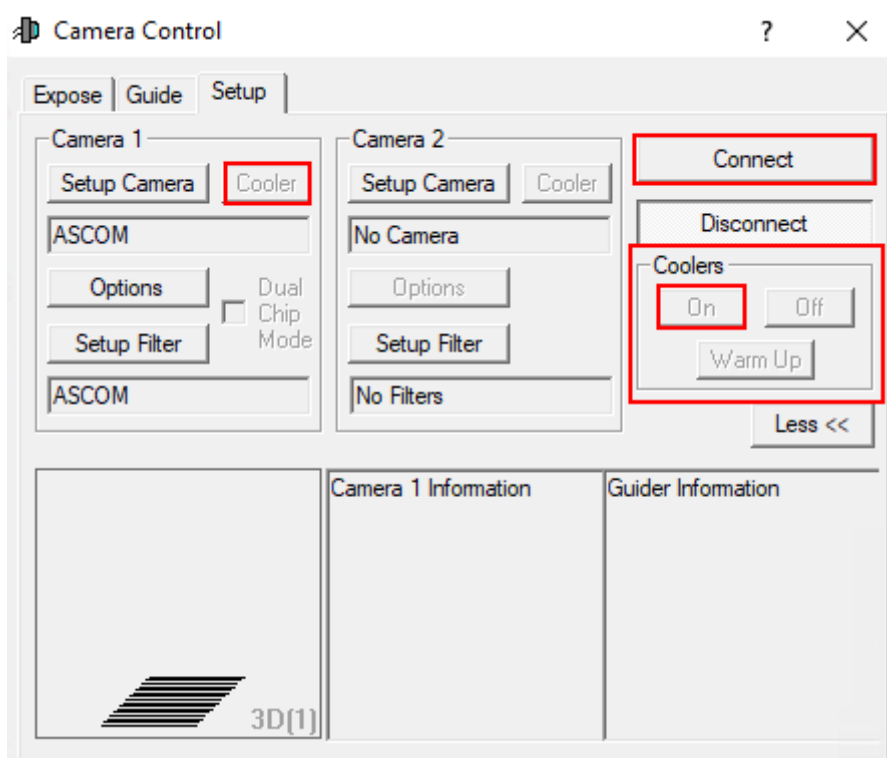 Camera Control
?
Expose
Guide
Setup
Camera 1
Setup Camera
Cooler
ASCOM
Options
Dual
Chip
Mode
Setup Filter
ASCOM
Camera 2
Setup Camera
Cooler
No Camera
Options
Setup Filter
No Filters
Connect
Disconnect
Coolers
On
Off
Warm Up
Less <<
3D(1)
Camera 1 Information
Guider Information